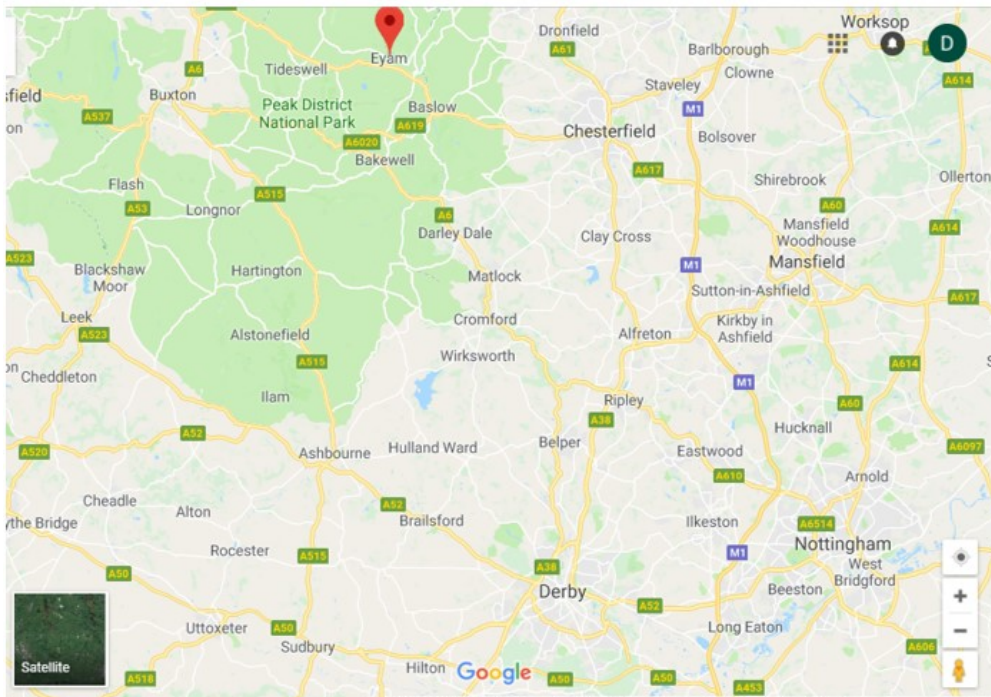 Dronfield
Worksop
A61
Barlborough
D
Eyam
A6
Tideswell
Clowne
A614
Staveley
sfield
Buxton
Peak District
National Park
Baslow
M1
A537
A619
Chesterfield
Bolsover
on
A6020
Bakewell
A617
Shirebrook
Ollerton
Flash
A515
A53
Longnor
A6
A60
Darley Dale
Clay Cross
Mansfield
Woodhouse
A614
A523
Blackshaw
Moor
Hartington
Matlock
M1
Mansfield
Sutton-in-Ashfield
A617
Leek
A523
Alstonefield
Cromford
Alfreton
Kirkby in
Ashfield
Wirksworth
A515
A614
on
Cheddleton
S
M1
Ilam
Ripley
A60
A38
A52
Hucknall
A520
Ashbourne
Hulland Ward
Belper
Eastwood
A6097
A610
Arnold
Cheadle
Alton
A52
Brailsford
ythe Bridge
Ilkeston
A6514
Rocester
A515
M1
Nottingham
A50
A38
West
Bridgford
Derby
Beeston
A52
Uttoxeter
A50
Long Eaton
Sudbury
A606
Satellite
Hilton
Google
A518
A50
A50
A453